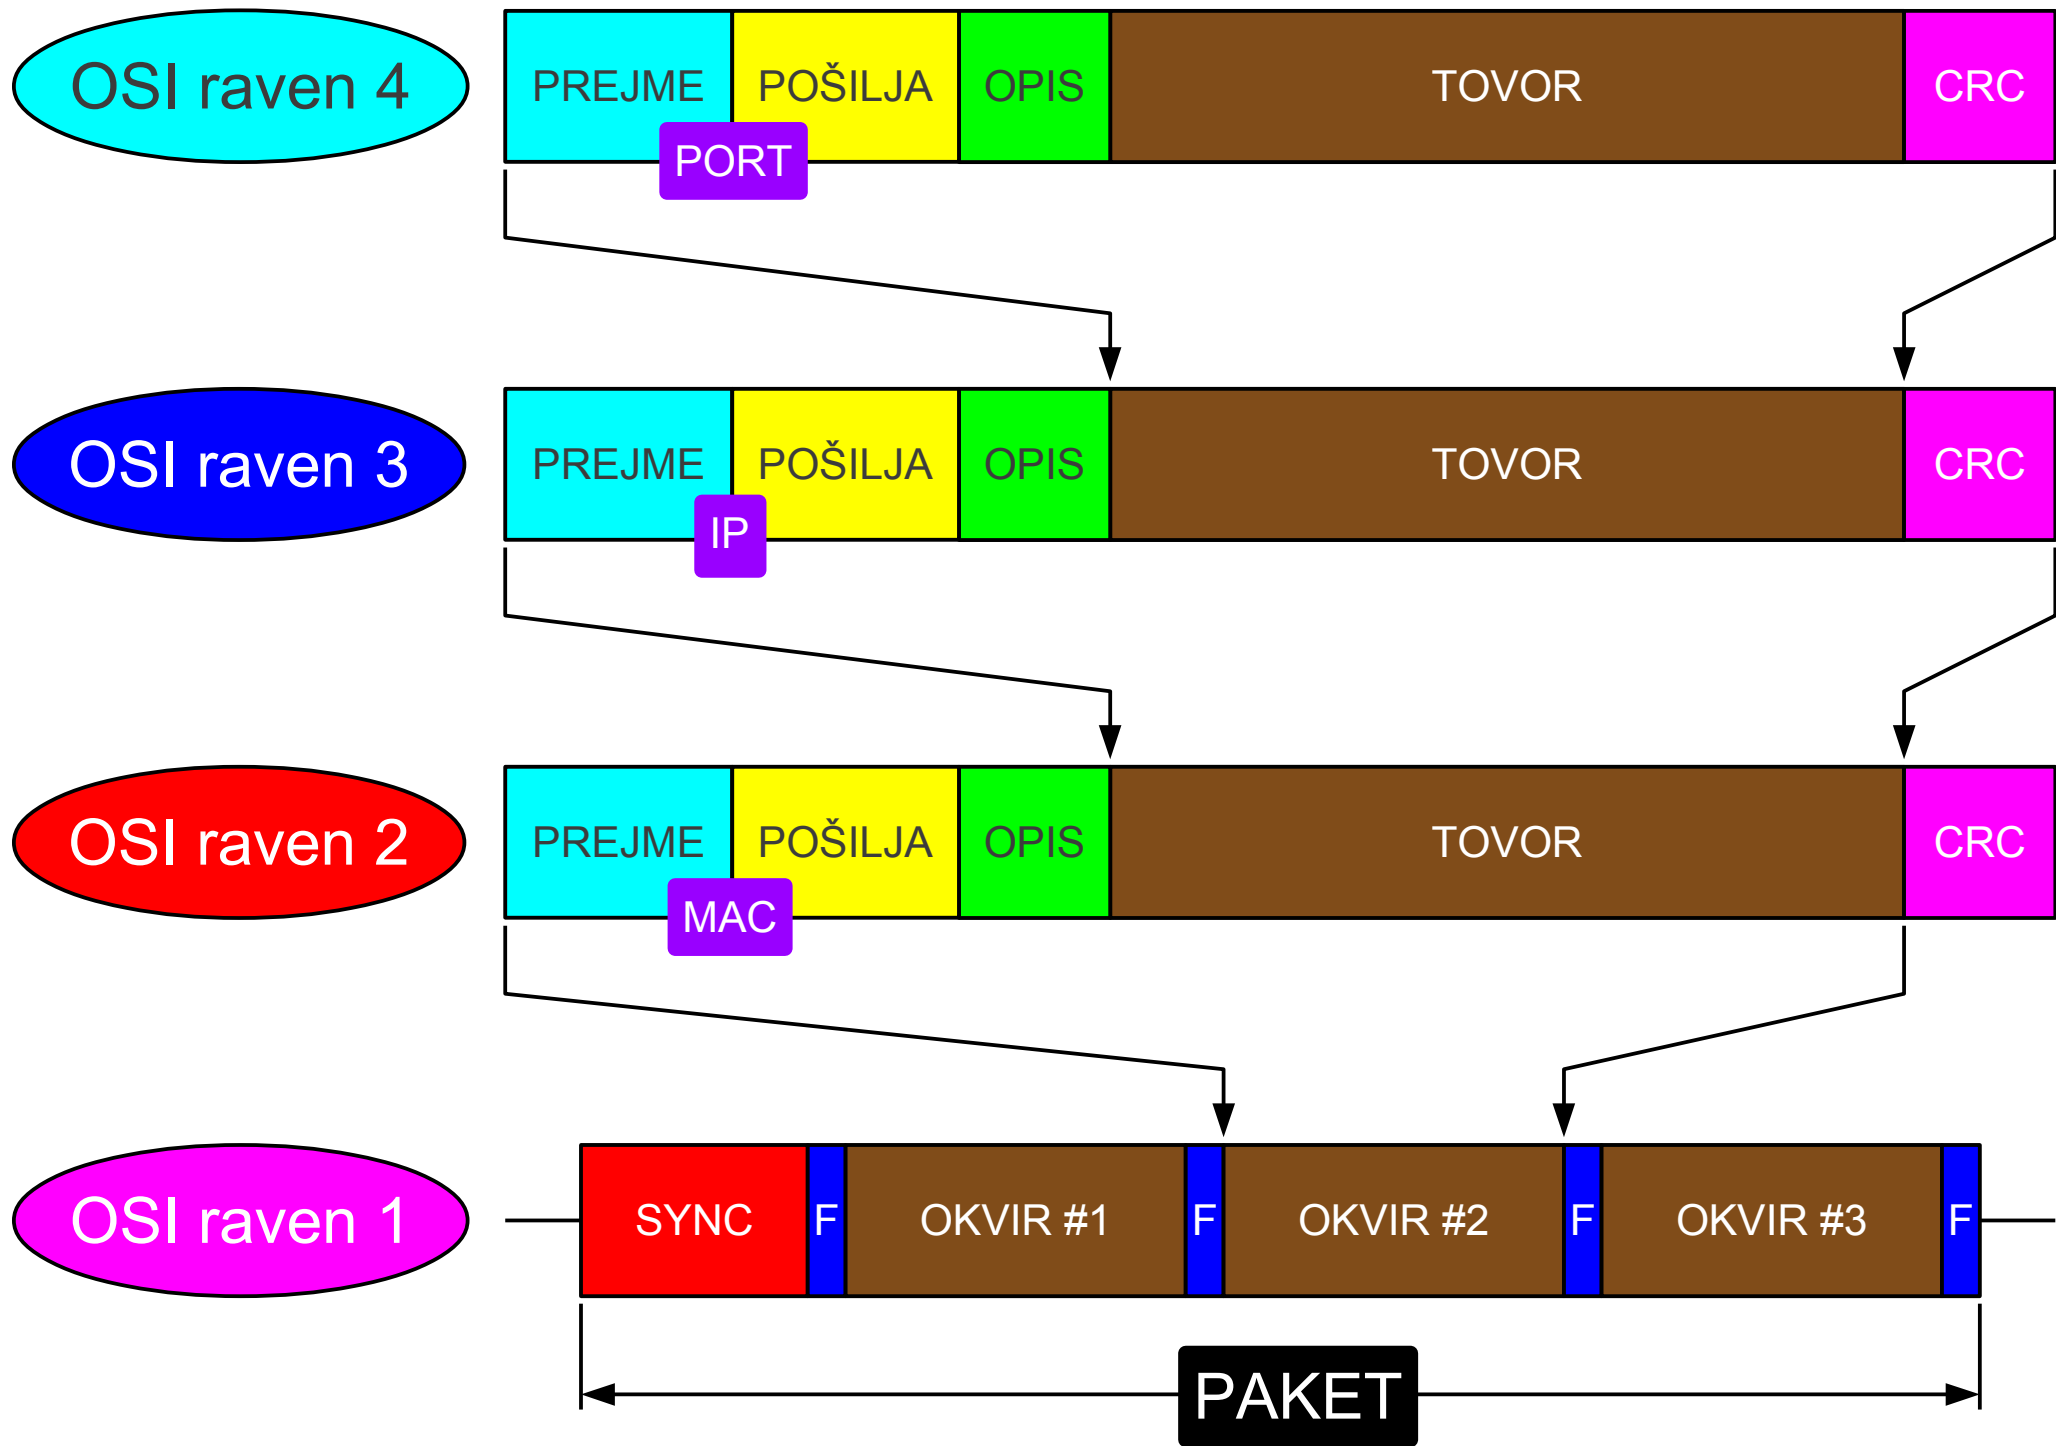 OSI raven 4
PREJME POŠILJA OPIS TOVOR CRC
PORT
OSI raven 3
PREJME POŠILJA OPIS TOVOR CRC
IP
OSI raven 2
PREJME POŠILJA OPIS TOVOR CRC
MAC
OSI raven 1
SYNC F OKVIR #1 F OKVIR #2 F OKVIR #3 F
PAKET